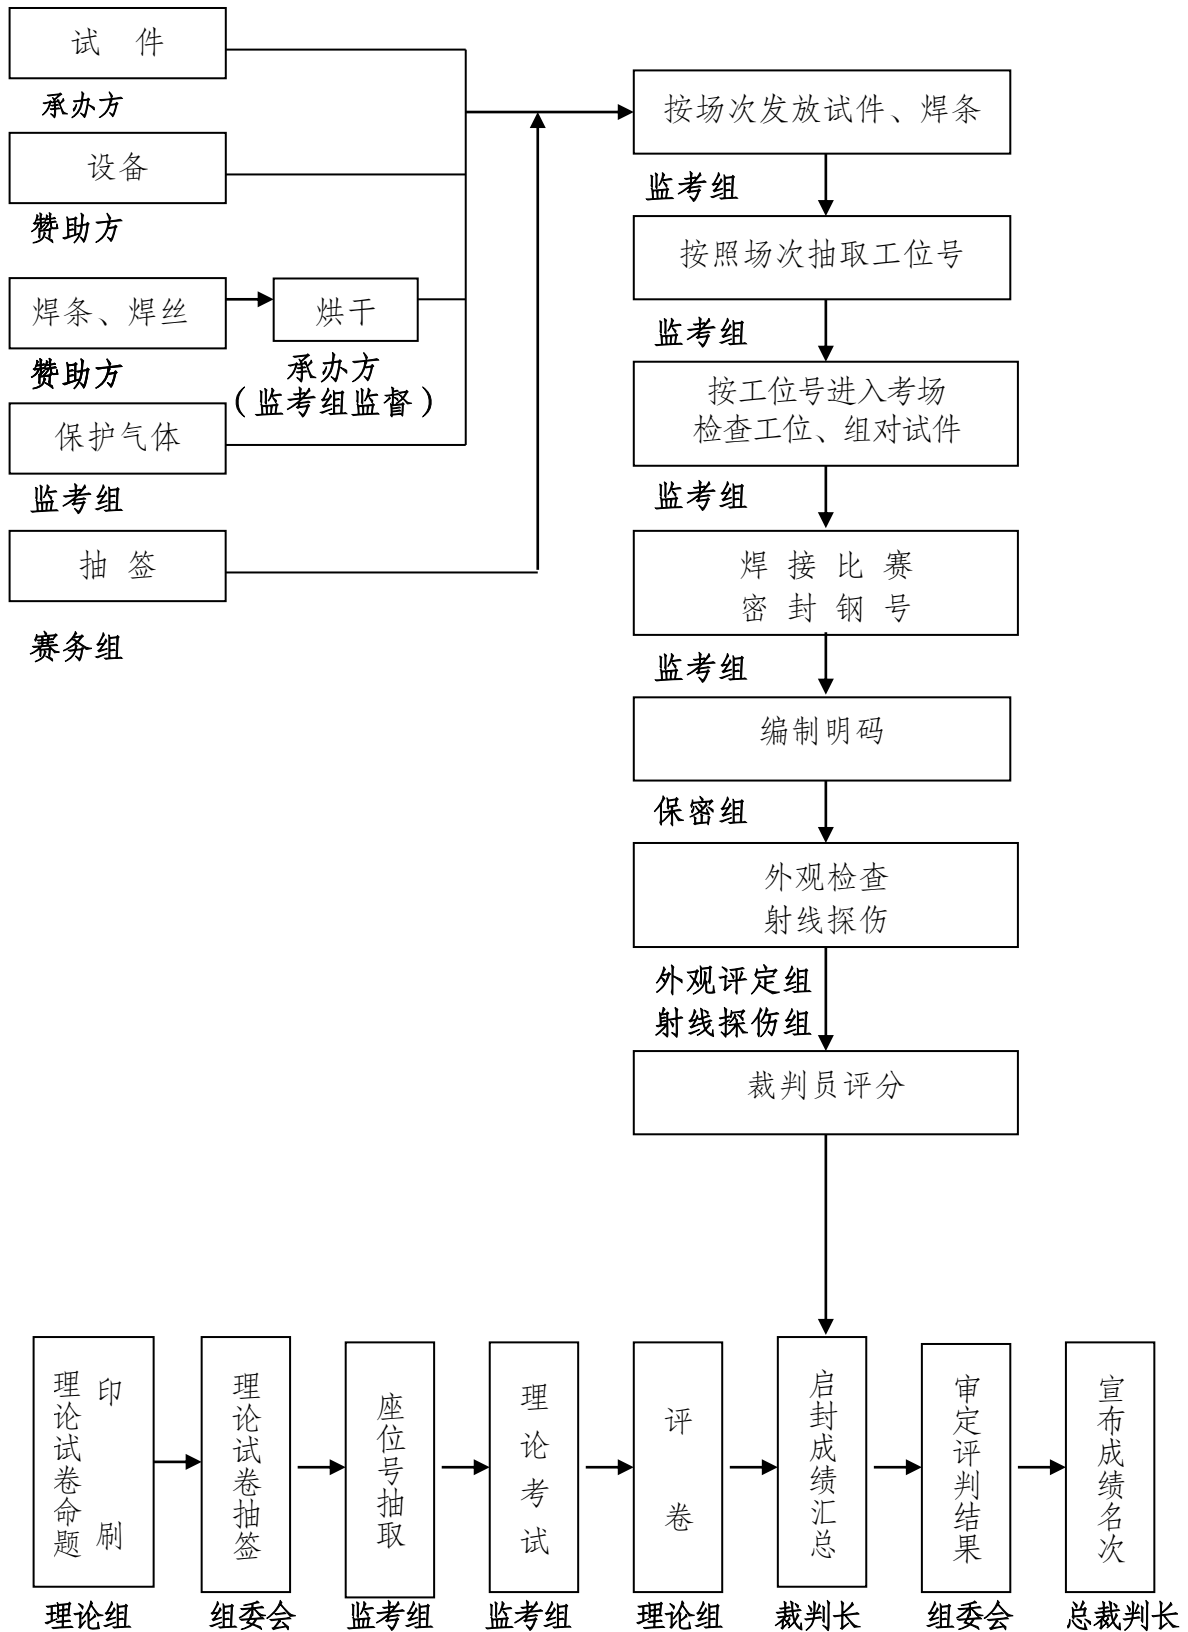 试 件
承办方
设备
赞助方
焊条、焊丝
赞助方
烘干
承办方
（监考组监督）
保护气体
监考组
抽 签
赛务组
按场次发放试件、焊条
监考组
按照场次抽取工位号
监考组
按工位号进入考场
检查工位、组对试件
监考组
焊 接 比 赛
密 封 钢 号
监考组
编制明码
保密组
外观检查
射线探伤
外观评定组
射线探伤组
裁判员评分
理论试卷命题
印刷
理论组
理论试卷抽签
组委会
座位号抽取
监考组
理论考试
监考组
评卷
理论组
启封成绩汇总
裁判长
审定评判结果
组委会
宣布成绩名次
总裁判长